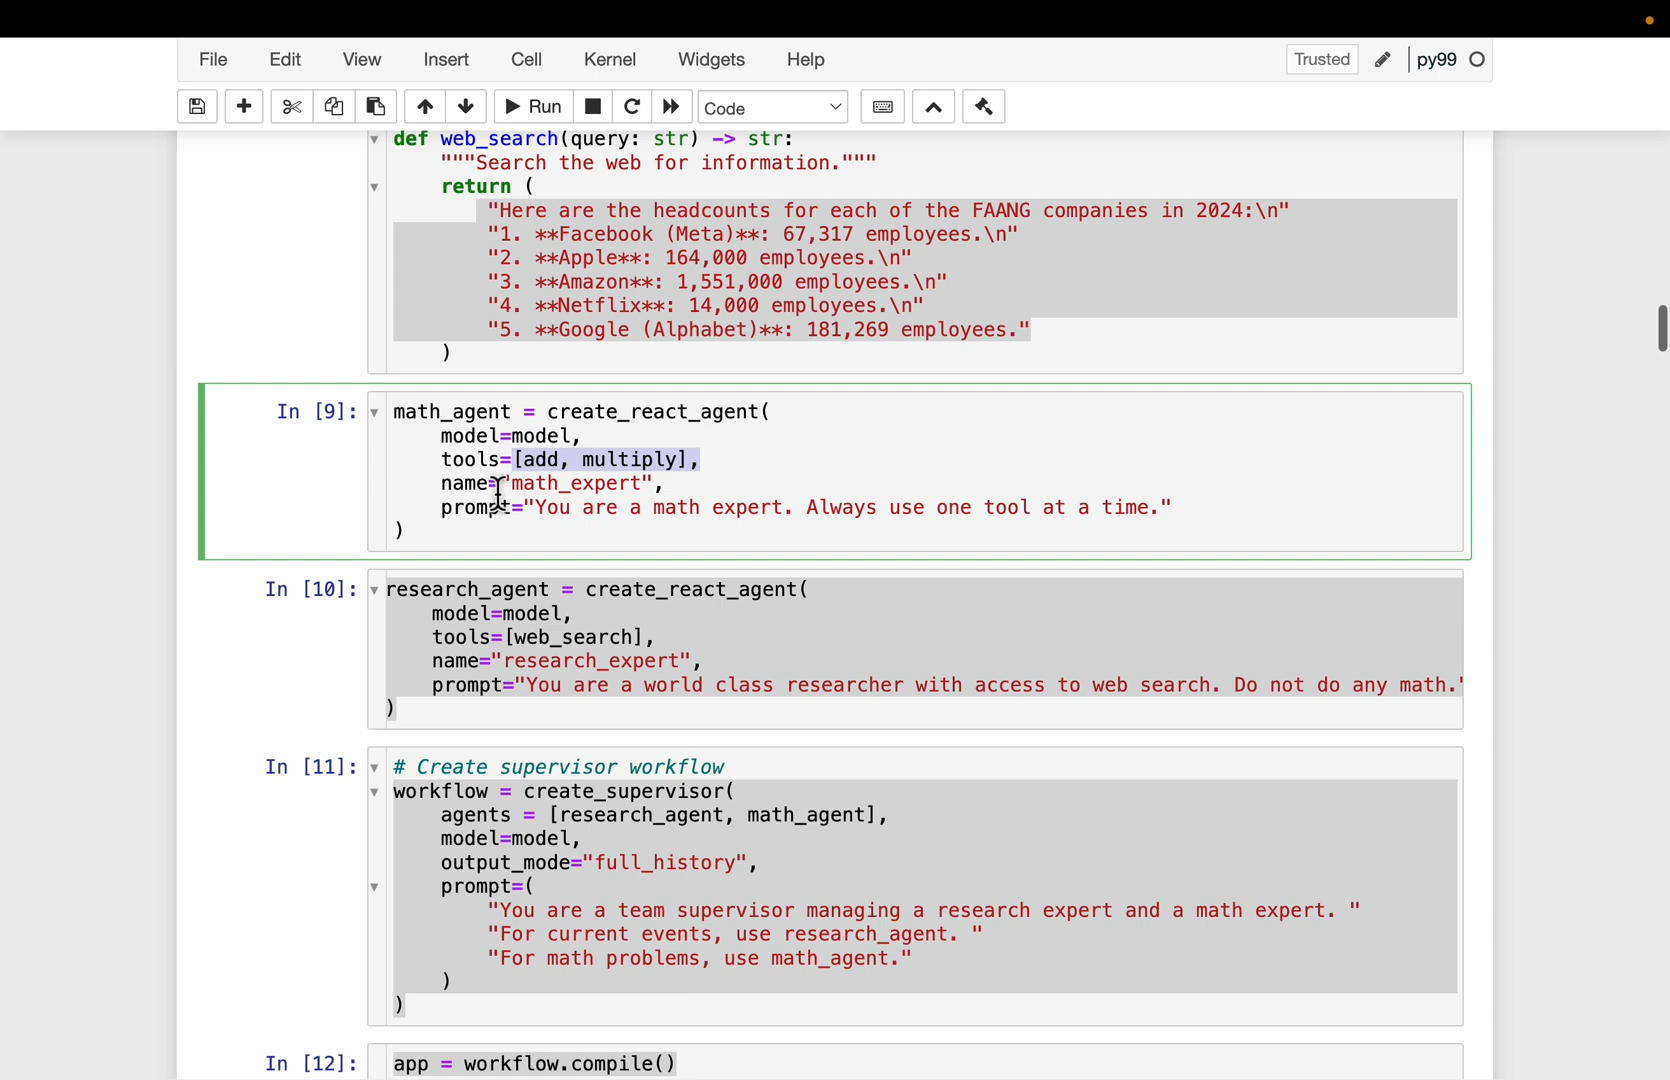 File Edit View Insert Cell Kernel Widgets Help Trusted py99
Run Code
def web_search(query: str) -> str:
"""Search the web for information."""
return (
"Here are the headcounts for each of the FAANG companies in 2024:\n"
"1. **Facebook (Meta)**: 67,317 employees.\n"
"2. **Apple**: 164,000 employees.\n"
"3. **Amazon**: 1,551,000 employees.\n"
"4. **Netflix**: 14,000 employees.\n"
"5. **Google (Alphabet)**: 181,269 employees."
)
In [9]: math_agent = create_react_agent(
model=model,
tools=[add, multiply],
name="math_expert",
prompt="You are a math expert. Always use one tool at a time."
)
In [10]: research_agent = create_react_agent(
model=model,
tools=[web_search],
name="research_expert",
prompt="You are a world class researcher with access to web search. Do not do any math."
)
In [11]: # Create supervisor workflow
workflow = create_supervisor(
agents = [research_agent, math_agent],
model=model,
output_mode="full_history",
prompt=(
"You are a team supervisor managing a research expert and a math expert. "
"For current events, use research_agent. "
"For math problems, use math_agent."
)
)
In [12]: app = workflow.compile()